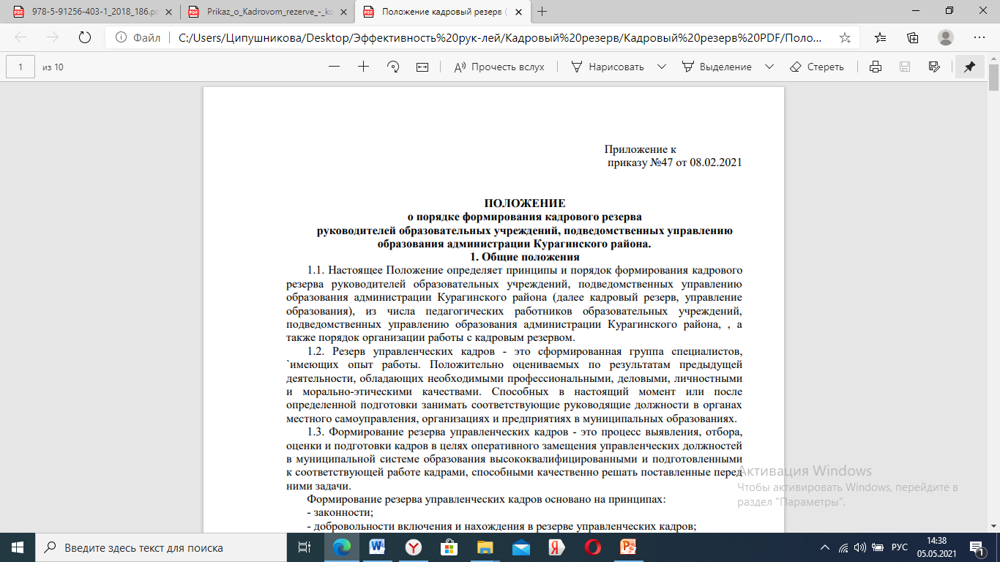 978-5-91256-403-1_2018_186.p
Prikaz_o_Kadrovom_rezerve_-_k
Положение кадровый резерв (
Файл
C:/Users/Ципушникова/Desktop/Эффективность%20рук-лей/Кадровый%20резерв/Кадровый%20резерв%20PDF/Поло...
1 из 10
Прочесть вслух
Нарисовать
Выделение
Стереть
Приложение к
приказу №47 от 08.02.2021
ПОЛОЖЕНИЕ
о порядке формирования кадрового резерва
руководителей образовательных учреждений, подведомственных управлению
образования администрации Курагинского района.
1. Общие положения
1.1. Настоящее Положение определяет принципы и порядок формирования кадрового
резерва руководителей образовательных учреждений, подведомственных управлению
образования администрации Курагинского района (далее кадровый резерв, управление
образования), из числа педагогических работников образовательных учреждений,
подведомственных управлению образования администрации Курагинского района, , а
также порядок организации работы с кадровым резервом.
1.2. Резерв управленческих кадров - это сформированная группа специалистов,
`имеющих опыт работы. Положительно оцениваемых по результатам предыдущей
деятельности, обладающих необходимыми профессиональными, деловыми, личностными
и морально-этическими качествами. Способных в настоящий момент или после
определенной подготовки занимать соответствующие руководящие должности в органах
местного самоуправления, организациях и предприятиях в муниципальных образованиях.
1.3. Формирование резерва управленческих кадров - это процесс выявления, отбора,
оценки и подготовки кадров в целях оперативного замещения управленческих должностей
в муниципальной системе образования высококвалифицированными и подготовленными
к соответствующей работе кадрами, способными качественно решать поставленные перед
ними задачи.
Формирование резерва управленческих кадров основано на принципах:
- законности;
- добровольности включения и нахождения в резерве управленческих кадров;
Активация Windows
Чтобы активировать Windows, перейдите в
раздел "Параметры".
Введите здесь текст для поиска
РУС
14:38
05.05.2021
1